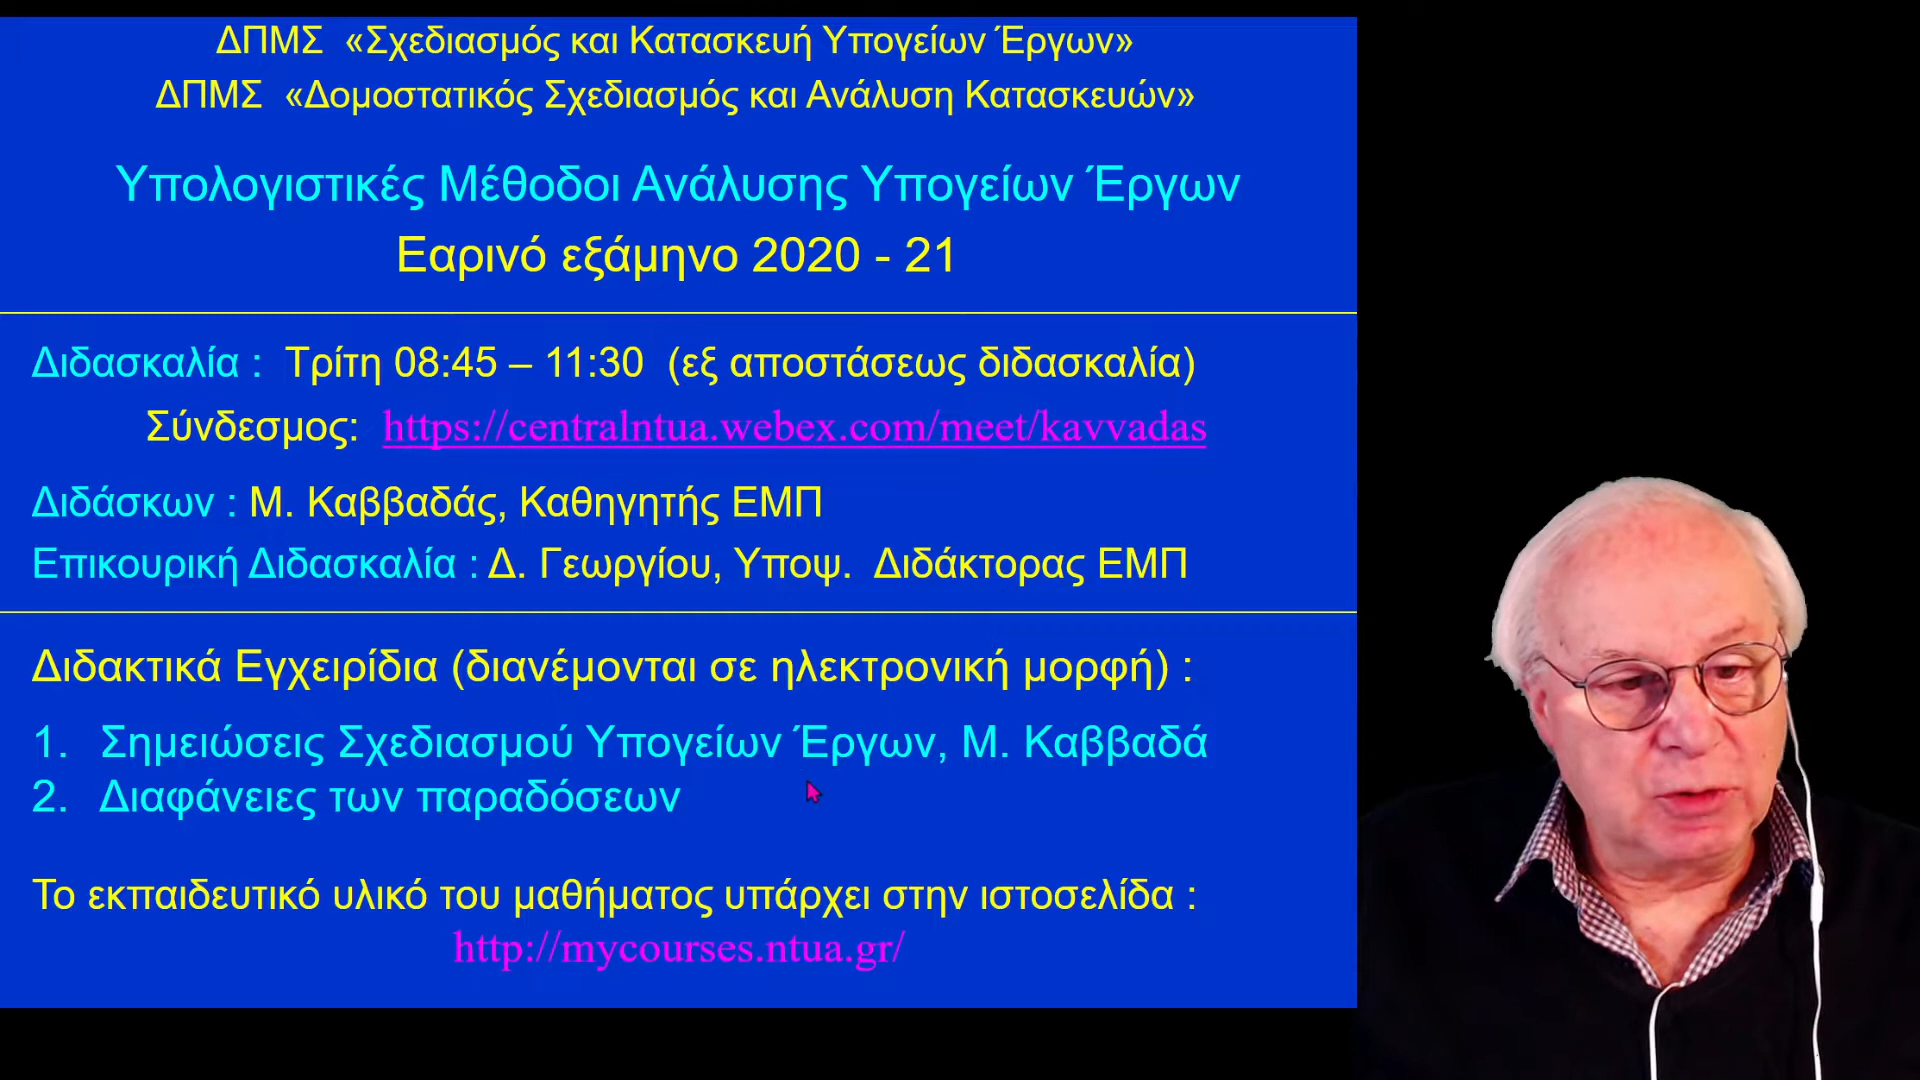 ΔΠΜΣ «Σχεδιασμός και Κατασκευή Υπογείων Έργων»
ΔΠΜΣ «Δομοστατικός Σχεδιασμός και Ανάλυση Κατασκευών»
Υπολογιστικές Μέθοδοι Ανάλυσης Υπογείων Έργων
Εαρινό εξάμηνο 2020 - 21
Διδασκαλία : Τρίτη 08:45 – 11:30 (εξ αποστάσεως διδασκαλία)
Σύνδεσμος: https://centralntua.webex.com/meet/kavvadas
Διδάσκων : Μ. Καββαδάς, Καθηγητής ΕΜΠ
Επικουρική Διδασκαλία : Δ. Γεωργίου, Υποψ. Διδάκτορας ΕΜΠ
Διδακτικά Εγχειρίδια (διανέμονται σε ηλεκτρονική μορφή) :
1. Σημειώσεις Σχεδιασμού Υπογείων Έργων, Μ. Καββαδά
2. Διαφάνειες των παραδόσεων
Το εκπαιδευτικό υλικό του μαθήματος υπάρχει στην ιστοσελίδα :
http://mycourses.ntua.gr/